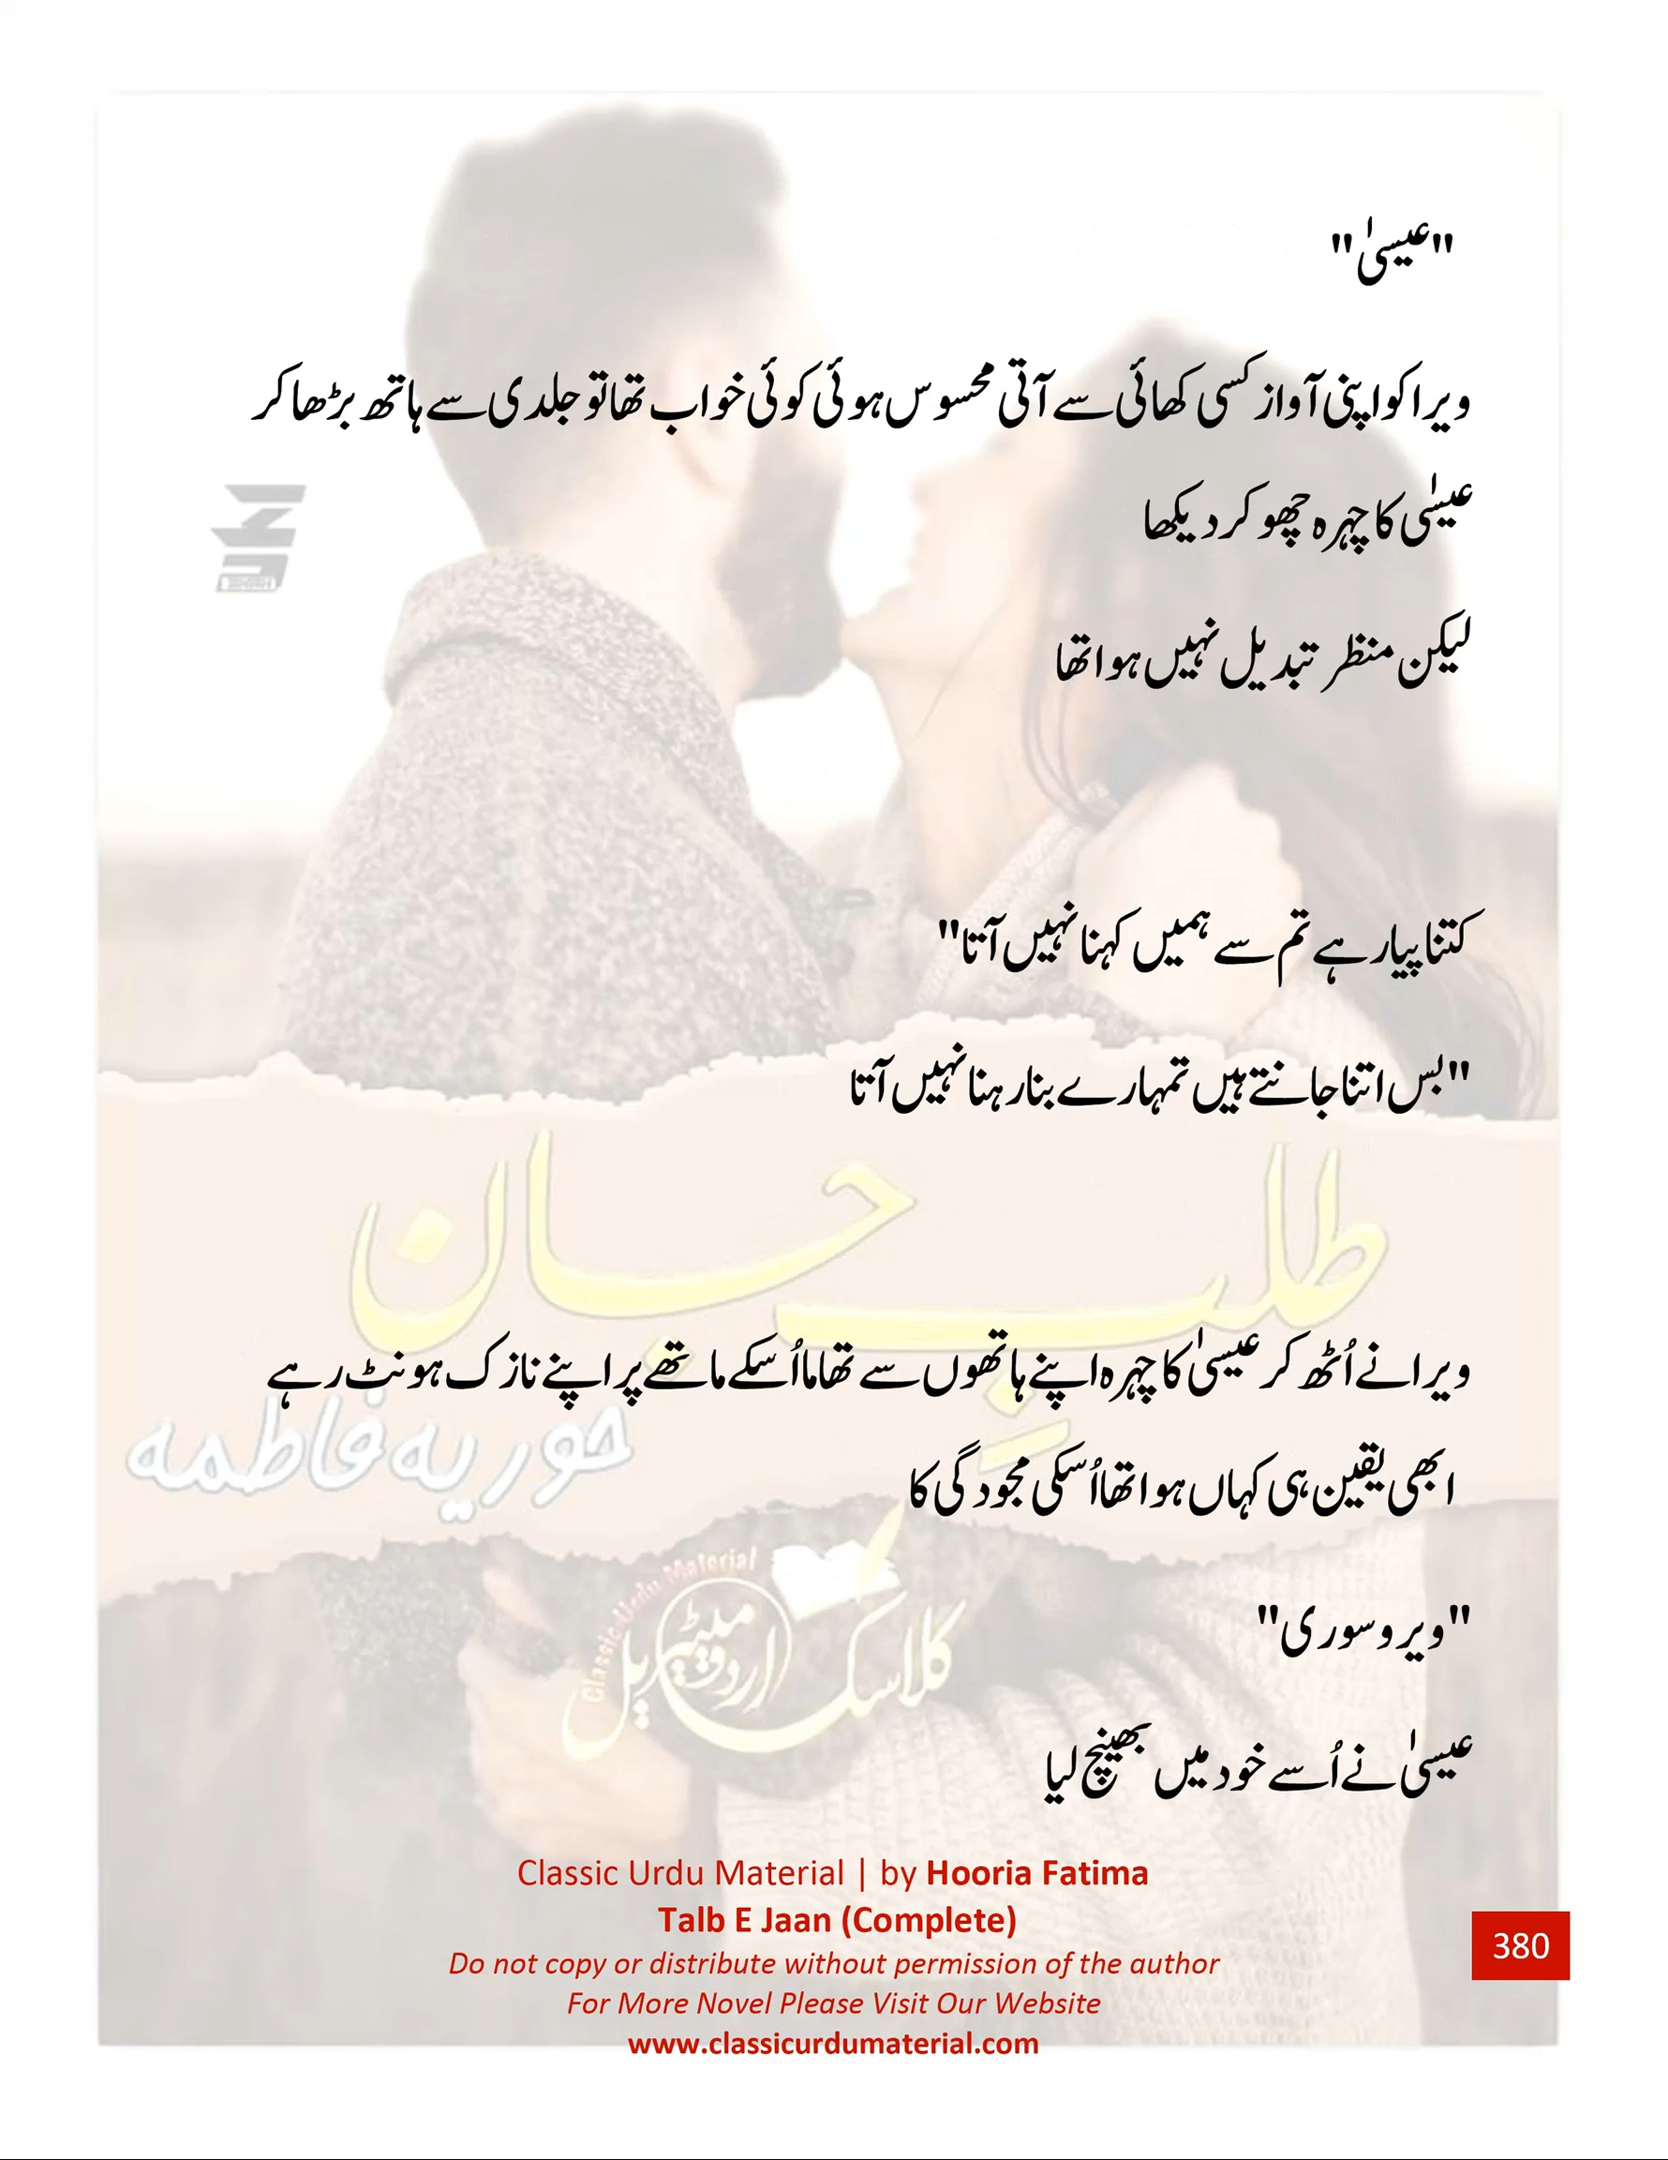 "عیسیٰ"
ویرا کو اپنی آواز کسی کھائی سے آتی محسوس ہوئی کوئی خواب تھا تو جلدی سے ہاتھ بڑھا کر
عیسٰی کا چہرہ چھو کر دیکھا
لیکن منظر تبدیل نہیں ہوا تھا
کتنا پیار ہے تم سے ہمیں کہنا نہیں آتا"
"بس اتنا جانتے ہیں تمہارے بنا رہنا نہیں آتا
طلبِ جان
ویرا نے اُٹھ کر عیسیٰ کا چہرہ اپنے ہاتھوں سے تھاما اُسکے ماتھے پر اپنے نازک ہونٹ رہے
حوریہ فاطمہ
ابھی یقین ہی کہاں ہوا تھا اُسکی مجودگی کا
Classic Urdu Material
کلاسک اردو میٹیریل
"ویرو سوری"
عیسیٰ نے اُسے خود میں بھینچ لیا
Classic Urdu Material | by Hooria Fatima
Talb E Jaan (Complete)
380
Do not copy or distribute without permission of the author
For More Novel Please Visit Our Website
www.classicurdumaterial.com